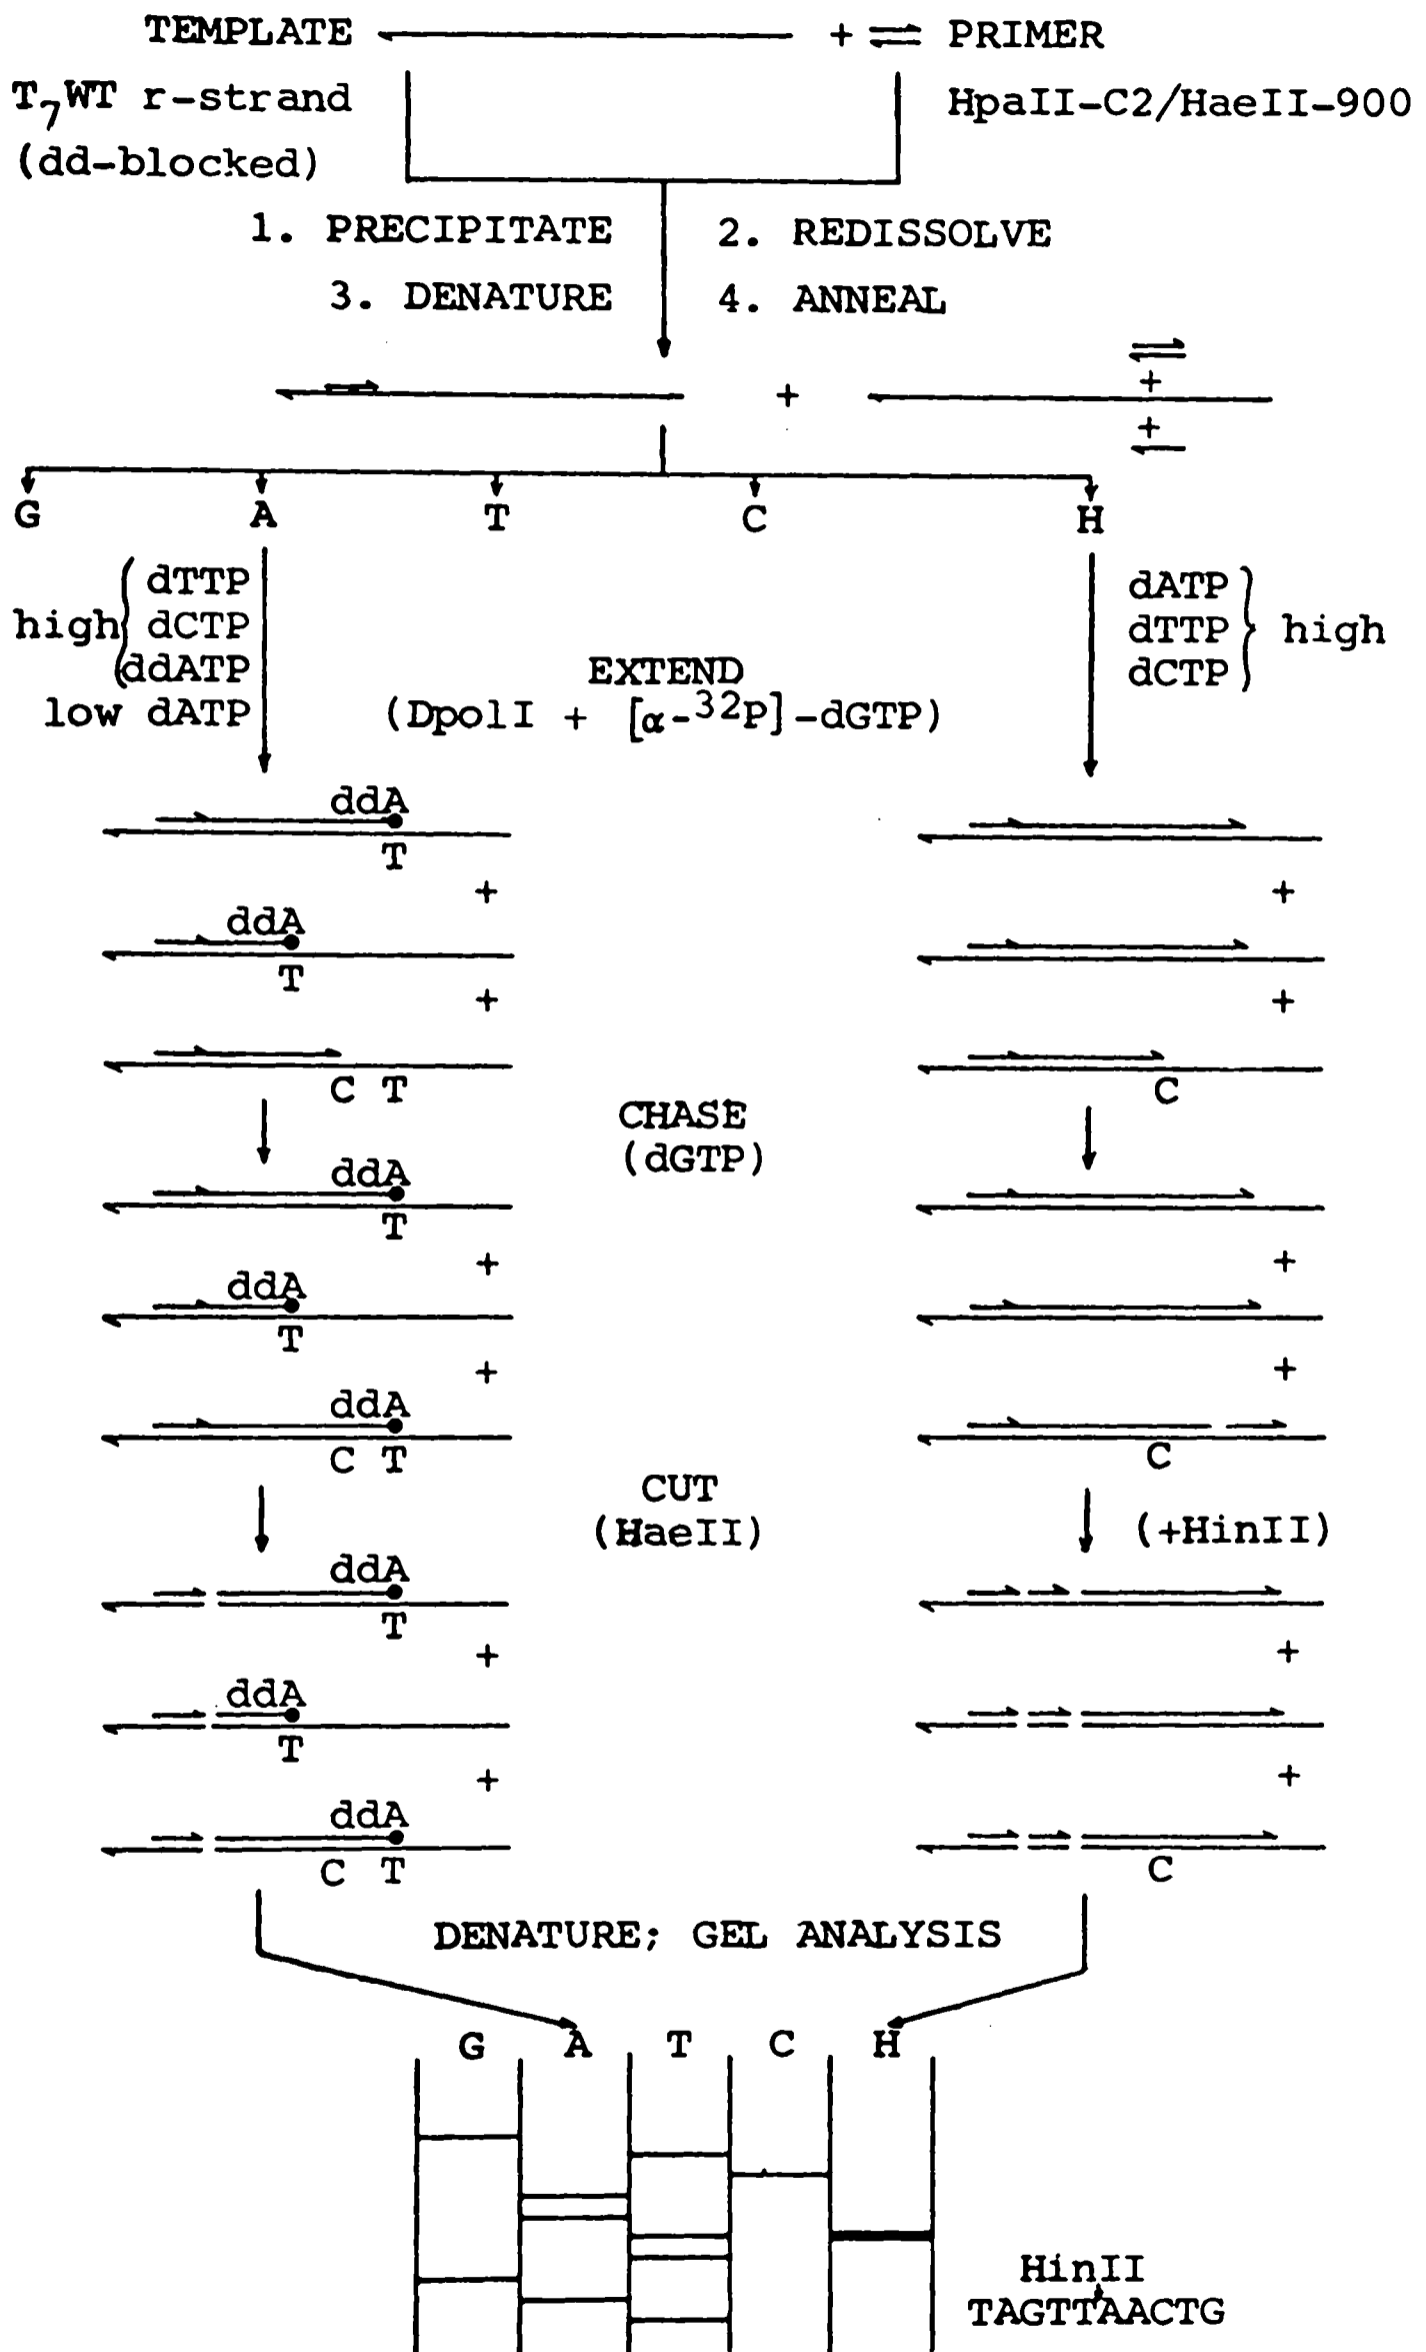 TEMPLATE + PRIMER
T7WT r-strand HpaII-C2/HaeII-900
(dd-blocked)
1. PRECIPITATE 2. REDISSOLVE
3. DENATURE 4. ANNEAL
+
+ +
G A T C H
high { dTTP dCTP ddATP
low dATP
EXTEND
(DpolI + [α-32P]-dGTP)
dATP dTTP dCTP } high
ddA
T
+ +
ddA
T
+ +
C T C
CHASE
(dGTP)
ddA
T
+ +
ddA
T
+ +
ddA
C T C
CUT
(HaeII) (+HinII)
ddA
T
+ +
ddA
T
+ +
ddA
C T C
DENATURE; GEL ANALYSIS
G A T C H
HinII
TAGTTAACTG